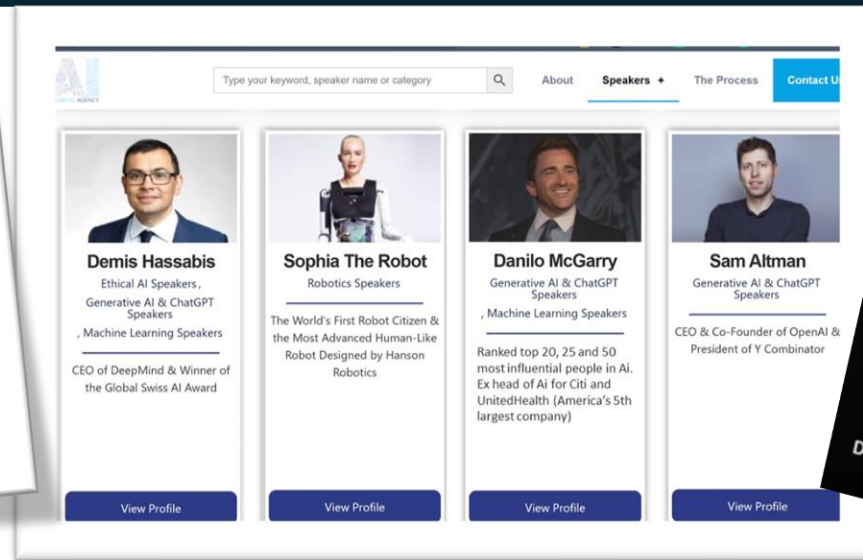 AI
Type your keyword, speaker name or category
About
Speakers +
The Process
Contact U
Demis Hassabis
Ethical AI Speakers,
Generative AI & ChatGPT
Speakers
, Machine Learning Speakers
CEO of DeepMind & Winner of
the Global Swiss AI Award
View Profile
Sophia The Robot
Robotics Speakers
The World's First Robot Citizen &
the Most Advanced Human-Like
Robot Designed by Hanson
Robotics
View Profile
Danilo McGarry
Generative AI & ChatGPT
Speakers
, Machine Learning Speakers
Ranked top 20, 25 and 50
most influential people in Ai.
Ex head of Ai for Citi and
UnitedHealth (America's 5th
largest company)
View Profile
Sam Altman
Generative AI & ChatGPT
Speakers
CEO & Co-Founder of OpenAI &
President of Y Combinator
View Profile
D